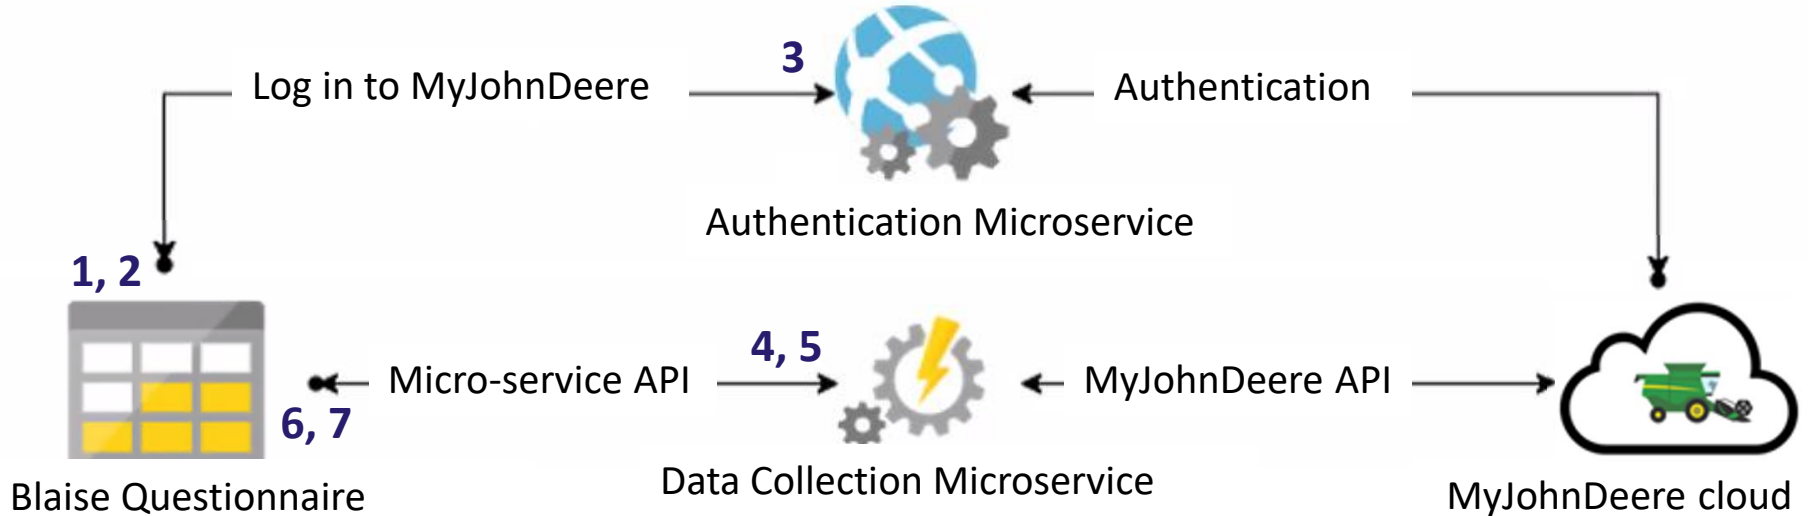 3
Log in to MyJohnDeere
Authentication
Authentication Microservice
1, 2
4, 5
Micro-service API
MyJohnDeere API
6, 7
Data Collection Microservice
Blaise Questionnaire
MyJohnDeere cloud